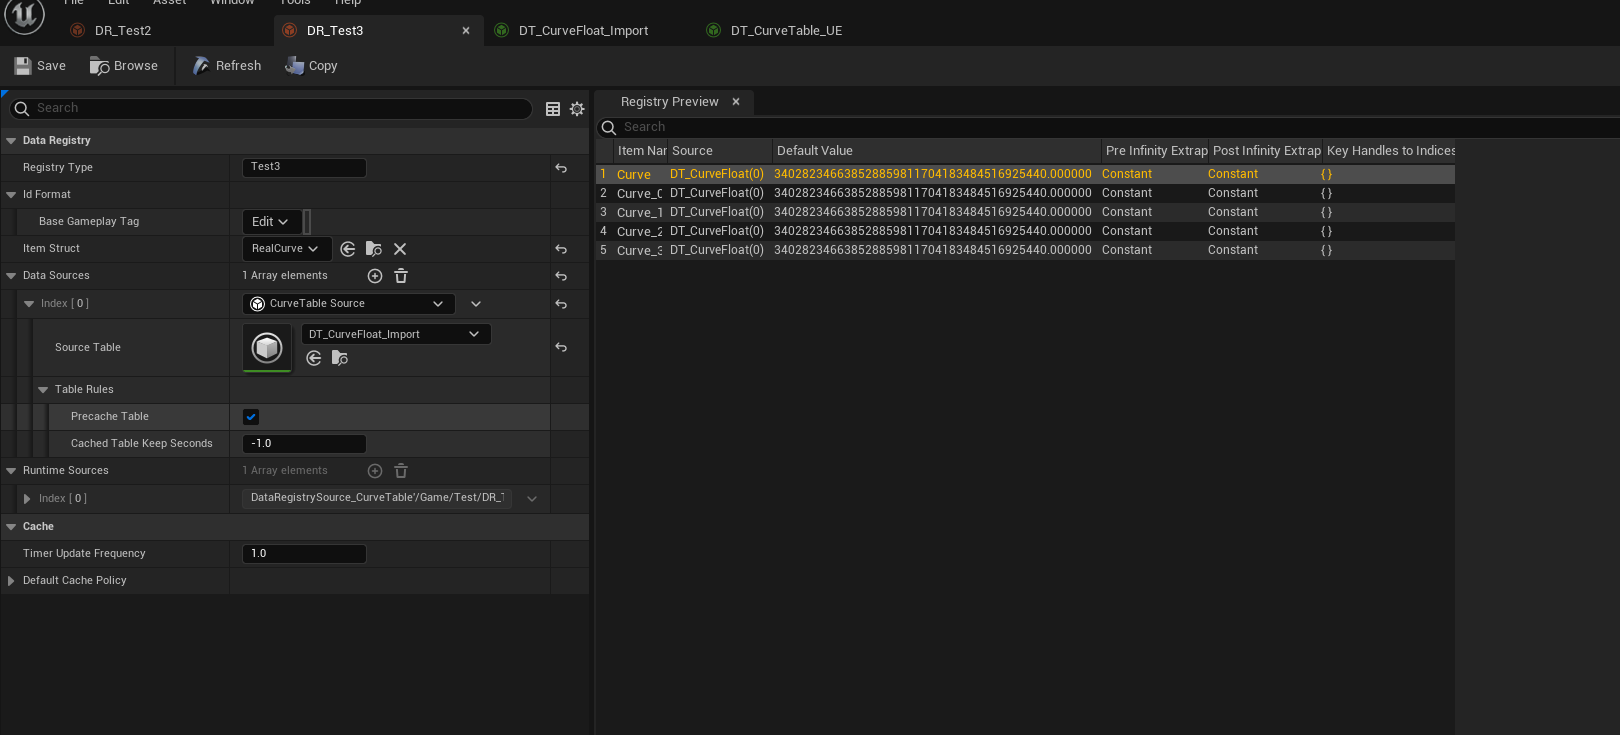 File Edit Asset Window Tools Help
DR_Test2 DR_Test3 × DT_CurveFloat_Import DT_CurveTable_UE
Save Browse Refresh Copy
Search
Data Registry
Registry Type Test3
Id Format
Base Gameplay Tag Edit
Item Struct RealCurve
Data Sources 1 Array elements
Index [ 0 ] CurveTable Source
Source Table DT_CurveFloat_Import
Table Rules
Precache Table
Cached Table Keep Seconds -1.0
Runtime Sources 1 Array elements
Index [ 0 ] DataRegistrySource_CurveTable'/Game/Test/DR_T
Cache
Timer Update Frequency 1.0
Default Cache Policy
Registry Preview ×
Search
Item Nar Source Default Value Pre Infinity Extrap Post Infinity Extrap Key Handles to Indices
1 Curve DT_CurveFloat(0) 340282346638528859811704183484516925440.000000 Constant Constant { }
2 Curve_0 DT_CurveFloat(0) 340282346638528859811704183484516925440.000000 Constant Constant { }
3 Curve_1 DT_CurveFloat(0) 340282346638528859811704183484516925440.000000 Constant Constant { }
4 Curve_2 DT_CurveFloat(0) 340282346638528859811704183484516925440.000000 Constant Constant { }
5 Curve_3 DT_CurveFloat(0) 340282346638528859811704183484516925440.000000 Constant Constant { }